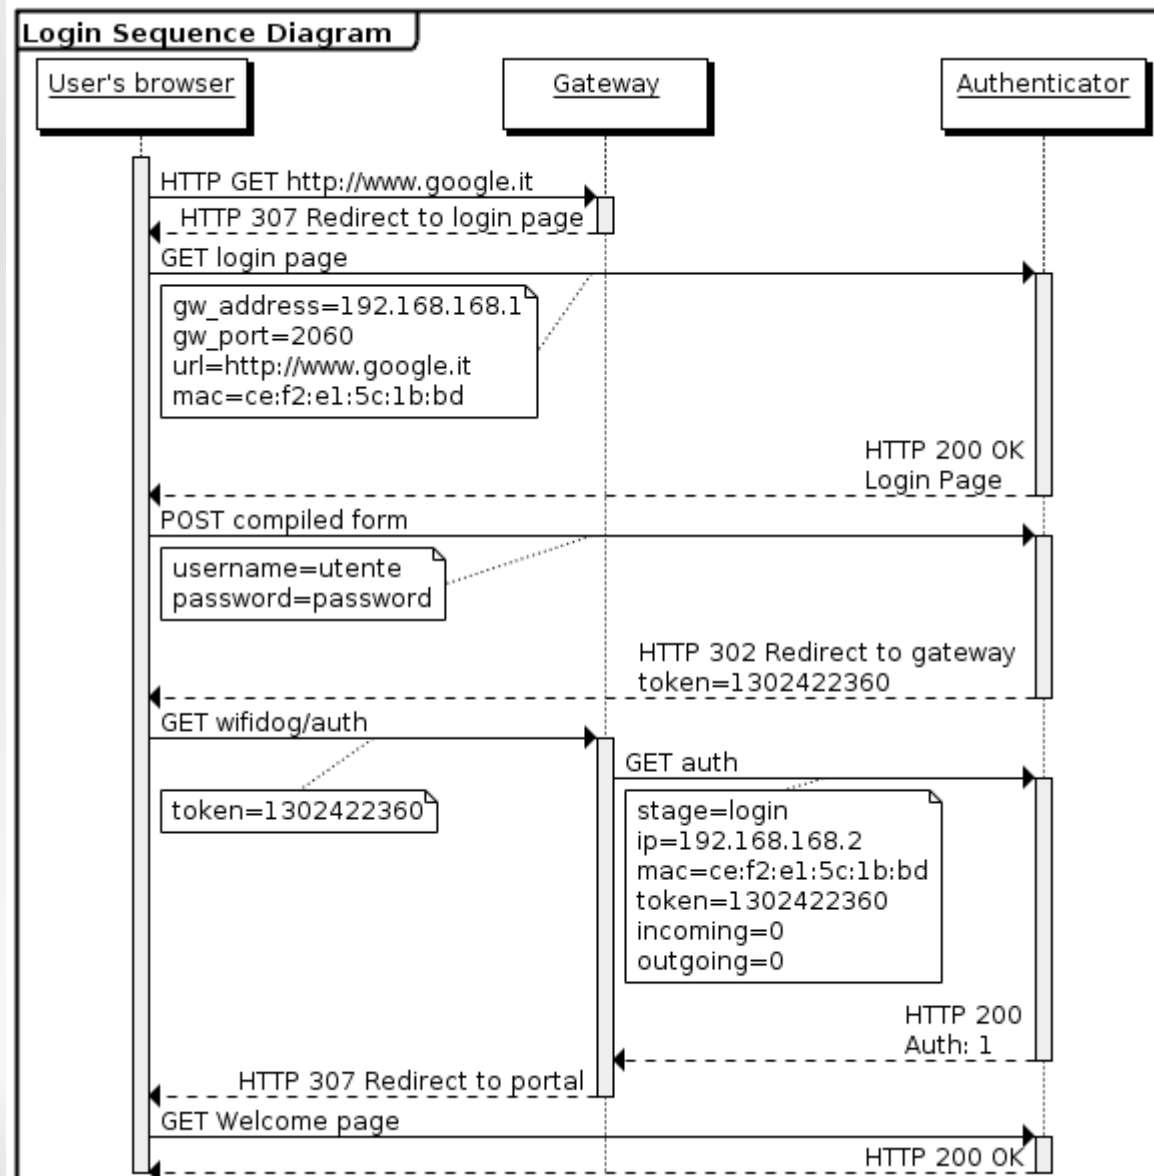 Login Sequence Diagram
User's browser
Gateway
Authenticator
HTTP GET http://www.google.it
HTTP 307 Redirect to login page
GET login page
gw_address=192.168.168.1
gw_port=2060
url=http://www.google.it
mac=ce:f2:e1:5c:1b:bd
HTTP 200 OK
Login Page
POST compiled form
username=utente
password=password
HTTP 302 Redirect to gateway
token=1302422360
GET wifidog/auth
GET auth
token=1302422360
stage=login
ip=192.168.168.2
mac=ce:f2:e1:5c:1b:bd
token=1302422360
incoming=0
outgoing=0
HTTP 200
Auth: 1
HTTP 307 Redirect to portal
GET Welcome page
HTTP 200 OK